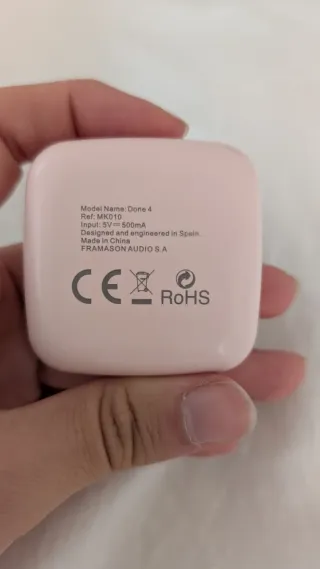 Model Name: Done 4
Ref: MK010
Input: 5V⎓500mA
Designed and engineered in Spain.
Made in China
FRAMASON AUDIO S.A
CE RoHS